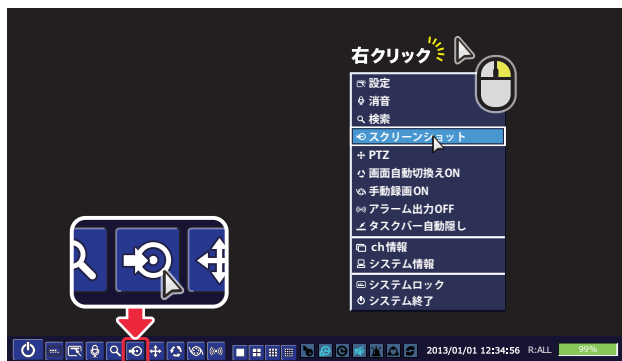 右クリック
設定
消音
検索
スクリーンショット
PTZ
画面自動切換えON
手動録画ON
アラーム出力OFF
タスクバー自動隠し
ch情報
システム情報
システムロック
システム終了
2013/01/01 12:34:56 R:ALL 99%